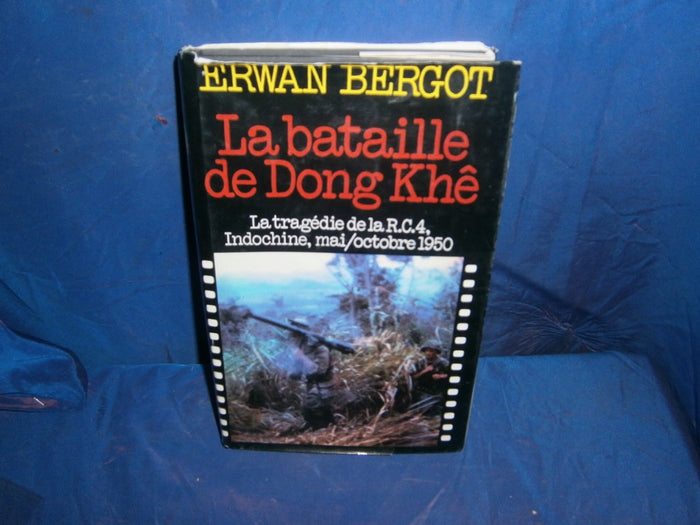 ERWAN BERGOT
La bataille
de Dong Khê
La tragédie de la R.C.4,
Indochine, mai/octobre 1950